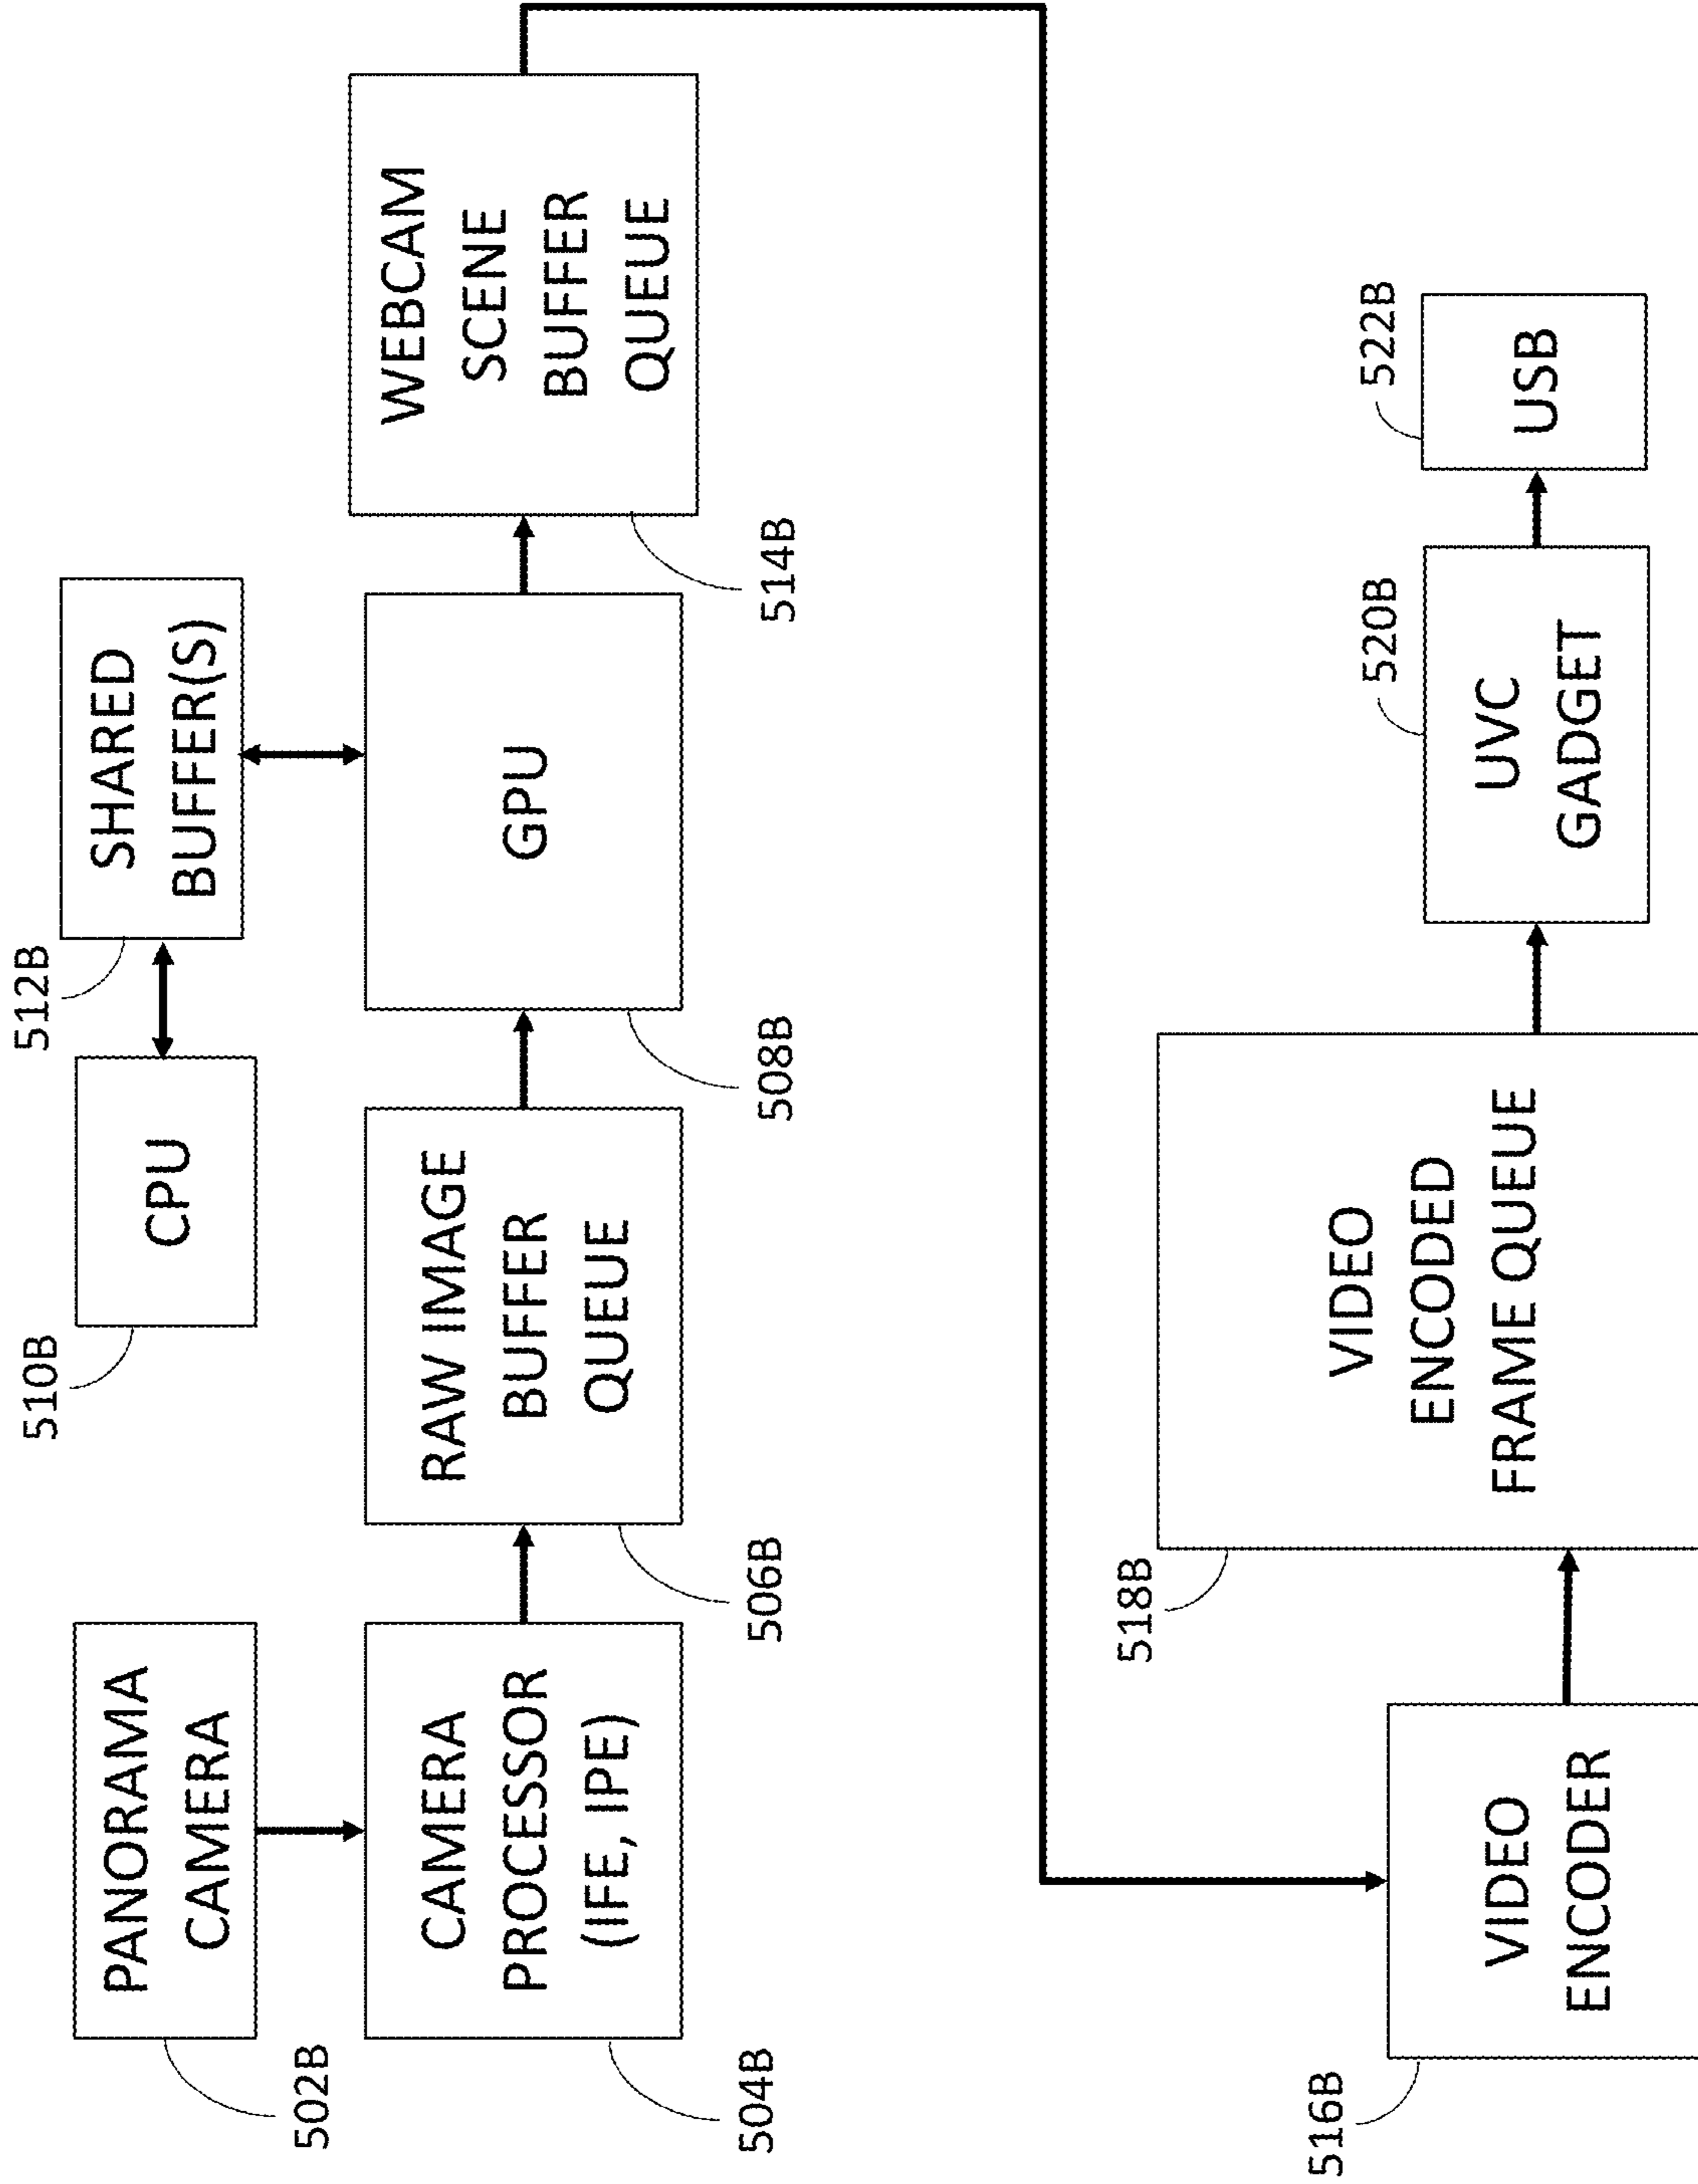 502B
PANORAMA
CAMERA
504B
CAMERA
PROCESSOR
(IFE, IPE)
506B
RAW IMAGE
BUFFER
QUEUE
510B
CPU
512B
SHARED
BUFFER(S)
508B
GPU
514B
WEBCAM
SCENE
BUFFER
QUEUE
516B
VIDEO
ENCODER
518B
VIDEO
ENCODED
FRAME QUEUE
520B
UVC
GADGET
522B
USB